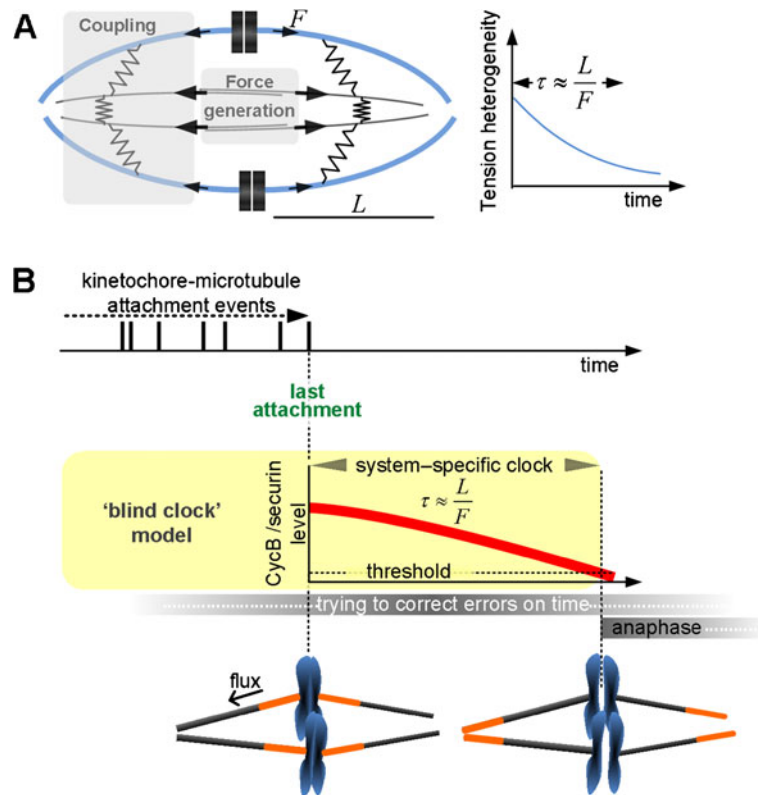 A
Coupling
F
Force
generation
L
Tension heterogeneity
τ ≈ L/F
time
B
kinetochore-microtubule
attachment events
time
last
attachment
system–specific clock
'blind clock'
model
CycB /securin
level
τ ≈ L/F
threshold
trying to correct errors on time
anaphase
flux